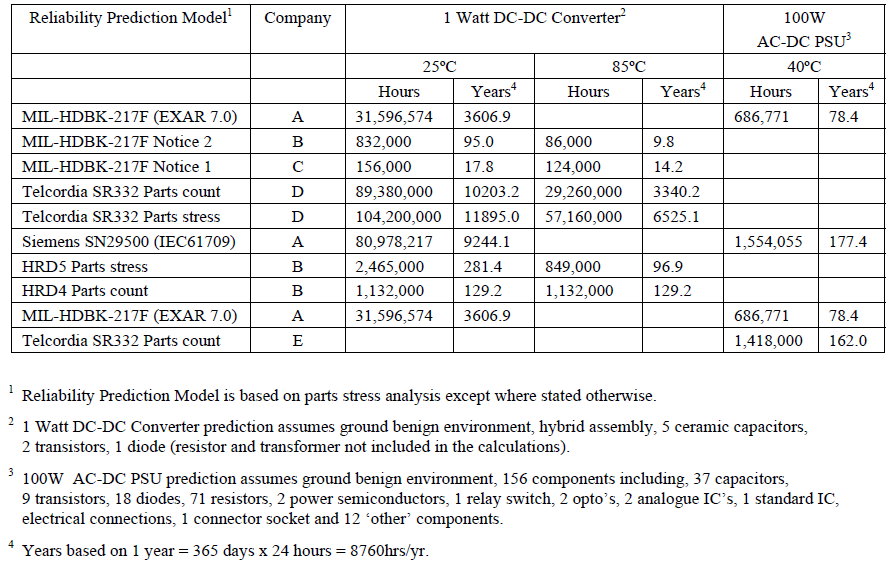 Reliability Prediction Model¹ Company 1 Watt DC-DC Converter² 100W
AC-DC PSU³
25ºC 85ºC 40ºC
Hours Years⁴ Hours Years⁴ Hours Years⁴
MIL-HDBK-217F (EXAR 7.0) A 31,596,574 3606.9 686,771 78.4
MIL-HDBK-217F Notice 2 B 832,000 95.0 86,000 9.8
MIL-HDBK-217F Notice 1 C 156,000 17.8 124,000 14.2
Telcordia SR332 Parts count D 89,380,000 10203.2 29,260,000 3340.2
Telcordia SR332 Parts stress D 104,200,000 11895.0 57,160,000 6525.1
Siemens SN29500 (IEC61709) A 80,978,217 9244.1 1,554,055 177.4
HRD5 Parts stress B 2,465,000 281.4 849,000 96.9
HRD4 Parts count B 1,132,000 129.2 1,132,000 129.2
MIL-HDBK-217F (EXAR 7.0) A 31,596,574 3606.9 686,771 78.4
Telcordia SR332 Parts count E 1,418,000 162.0
¹ Reliability Prediction Model is based on parts stress analysis except where stated otherwise.
² 1 Watt DC-DC Converter prediction assumes ground benign environment, hybrid assembly, 5 ceramic capacitors,
2 transistors, 1 diode (resistor and transformer not included in the calculations).
³ 100W AC-DC PSU prediction assumes ground benign environment, 156 components including, 37 capacitors,
9 transistors, 18 diodes, 71 resistors, 2 power semiconductors, 1 relay switch, 2 opto’s, 2 analogue IC’s, 1 standard IC,
electrical connections, 1 connector socket and 12 ‘other’ components.
⁴ Years based on 1 year = 365 days x 24 hours = 8760hrs/yr.